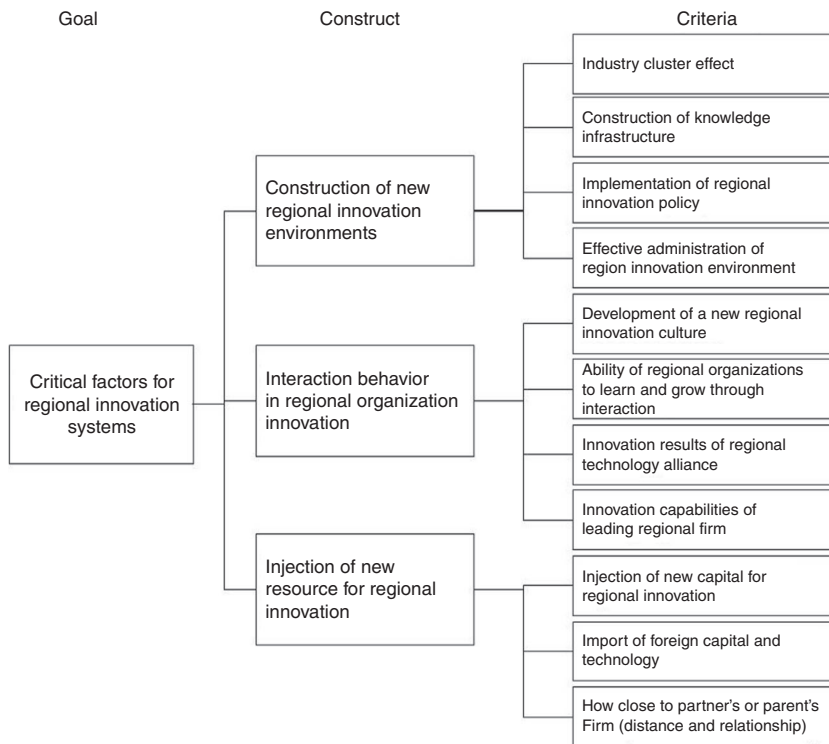 Goal
Construct
Criteria
Industry cluster effect
Construction of knowledge
infrastructure
Implementation of regional
innovation policy
Effective administration of
region innovation environment
Construction of new
regional innovation
environments
Development of a new regional
innovation culture
Ability of regional organizations
to learn and grow through
interaction
Innovation results of regional
technology alliance
Innovation capabilities of
leading regional firm
Interaction behavior
in regional organization
innovation
Critical factors for
regional innovation
systems
Injection of new
resource for regional
innovation
Injection of new capital for
regional innovation
Import of foreign capital and
technology
How close to partner's or parent's
Firm (distance and relationship)